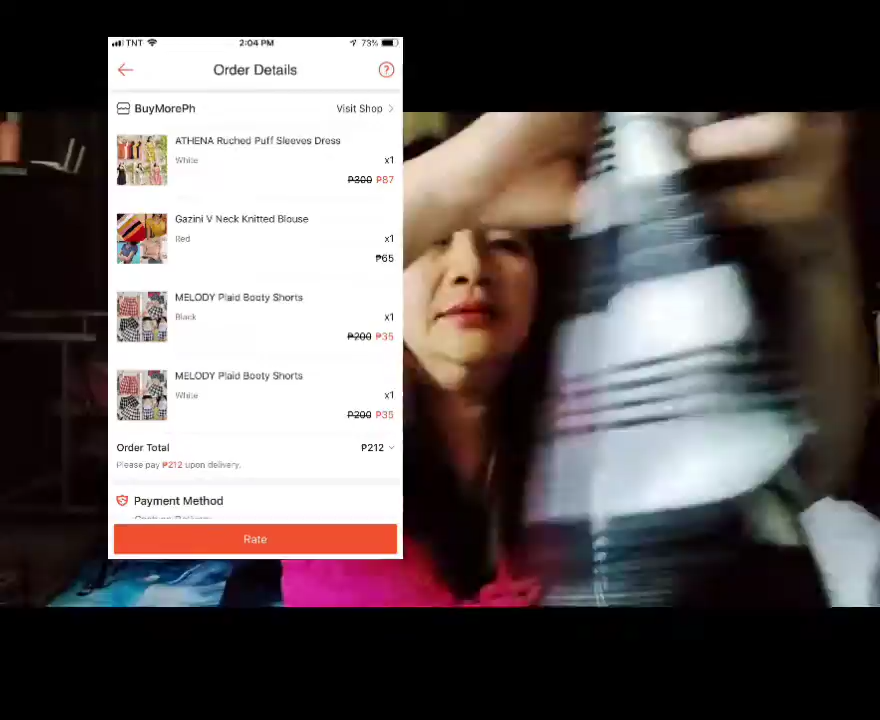 TNT 2:04 PM 73%
Order Details ?
BuyMorePh Visit Shop
ATHENA Ruched Puff Sleeves Dress
White x1
₱300 ₱87
Gazini V Neck Knitted Blouse
Red x1
₱65
MELODY Plaid Booty Shorts
Black x1
₱200 ₱35
MELODY Plaid Booty Shorts
White x1
₱200 ₱35
Order Total ₱212
Please pay ₱212 upon delivery.
Payment Method
Rate